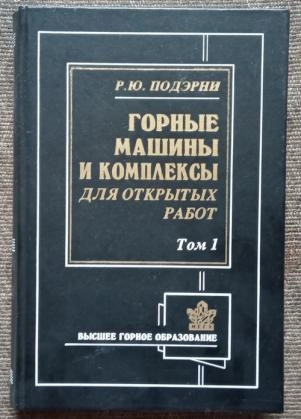 Р.Ю. ПОДЭРНИ
ГОРНЫЕ
МАШИНЫ
И КОМПЛЕКСЫ
ДЛЯ ОТКРЫТЫХ
РАБОТ
Том 1
ВЫСШЕЕ ГОРНОЕ ОБРАЗОВАНИЕ